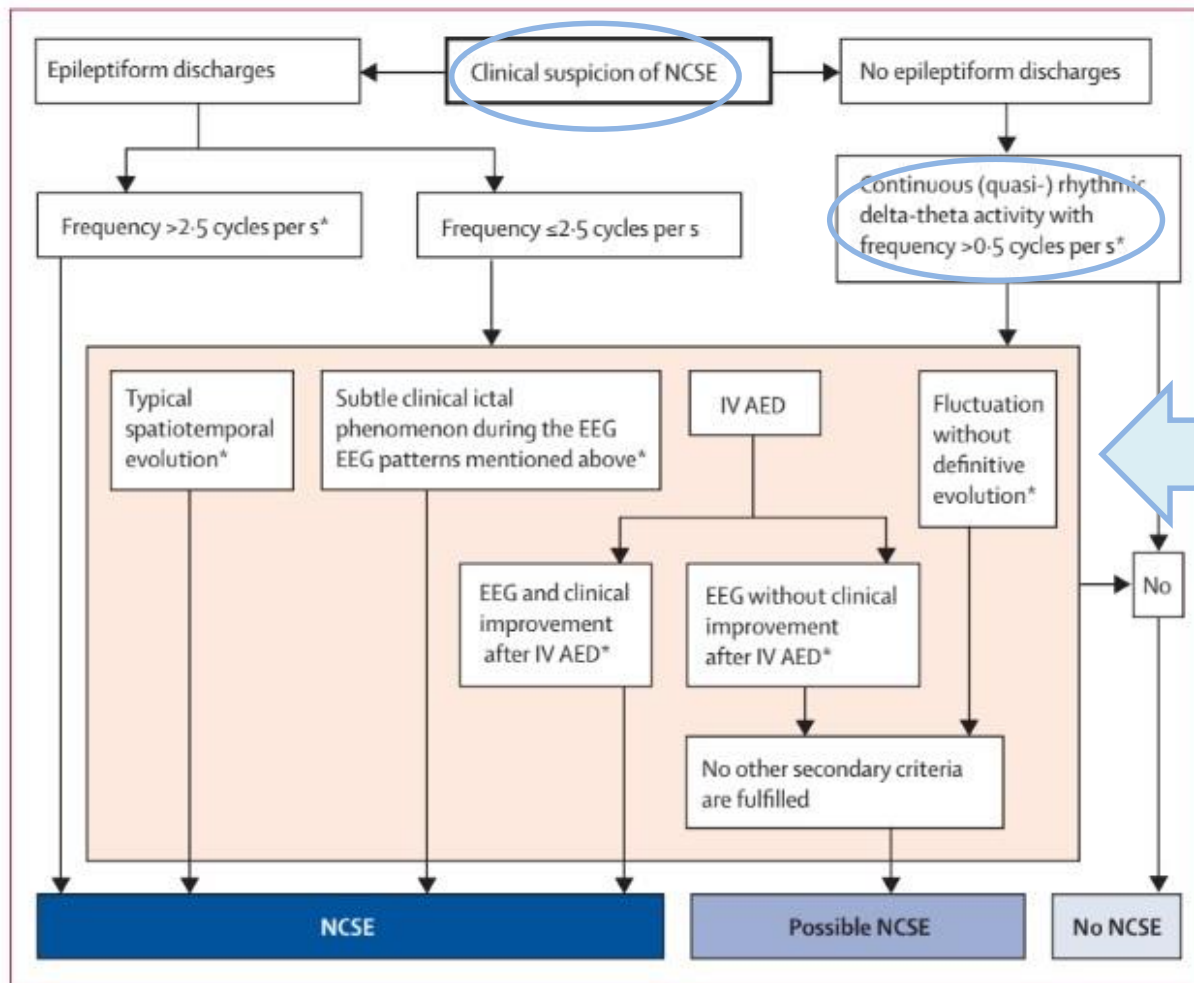 Epileptiform discharges
Clinical suspicion of NCSE
No epileptiform discharges
Frequency >2·5 cycles per s*
Frequency ≤2·5 cycles per s
Continuous (quasi-) rhythmic
delta-theta activity with
frequency >0·5 cycles per s*
Typical
spatiotemporal
evolution*
Subtle clinical ictal
phenomenon during the EEG
EEG patterns mentioned above*
IV AED
Fluctuation
without
definitive
evolution*
EEG and clinical
improvement
after IV AED*
EEG without clinical
improvement
after IV AED*
No
No other secondary criteria
are fulfilled
NCSE
Possible NCSE
No NCSE